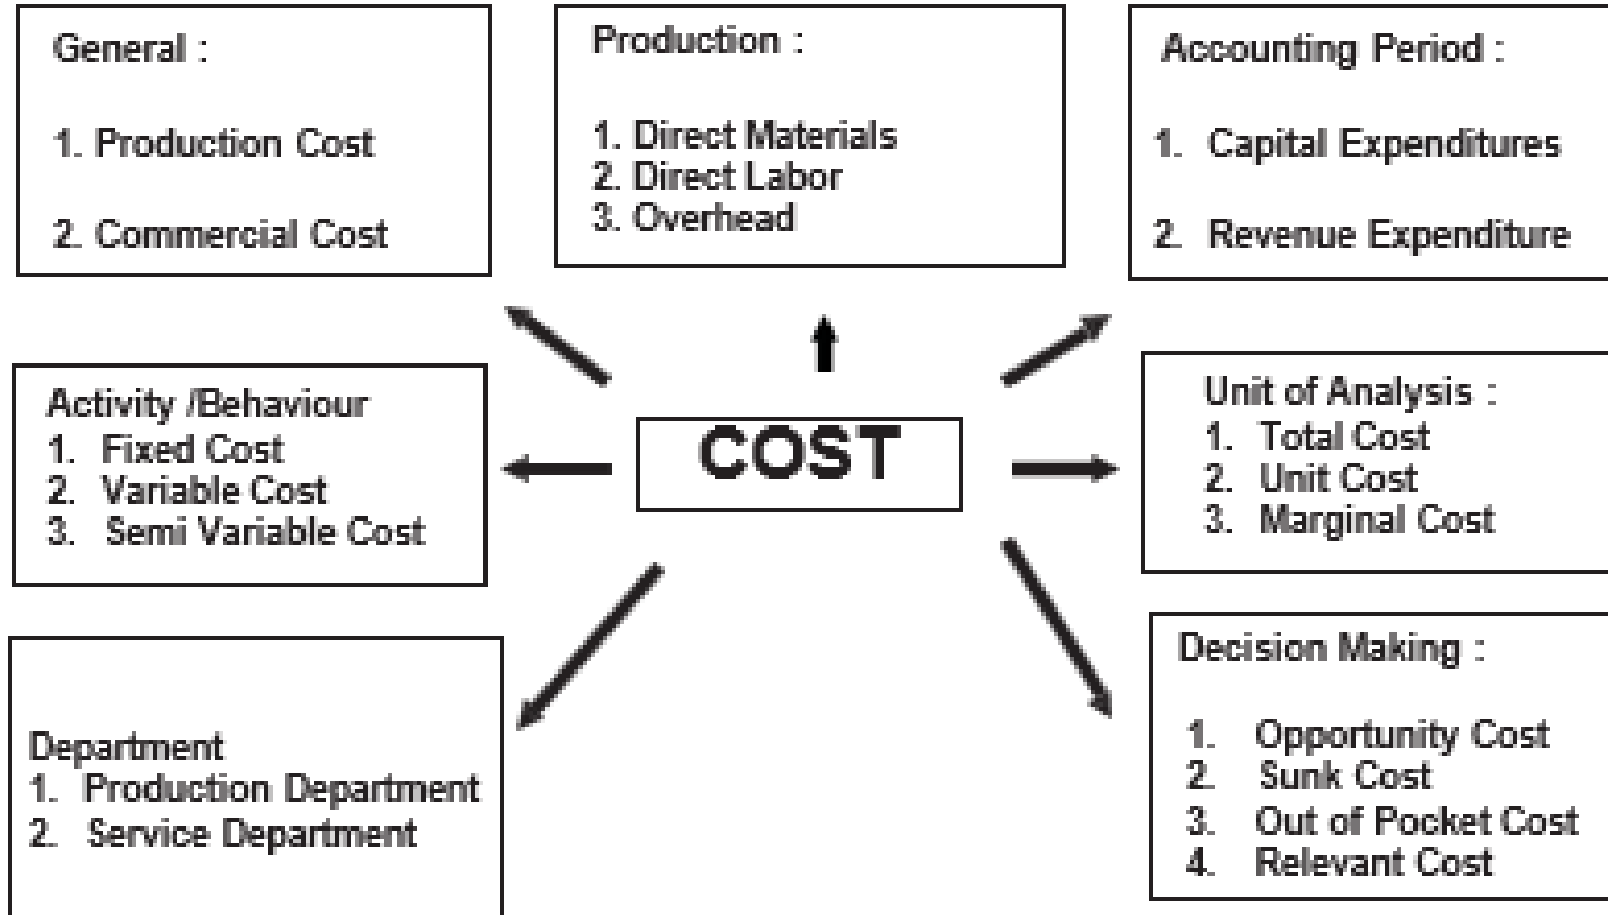 General :
1. Production Cost
2. Commercial Cost
Production :
1. Direct Materials
2. Direct Labor
3. Overhead
Accounting Period :
1. Capital Expenditures
2. Revenue Expenditure
Activity /Behaviour
1. Fixed Cost
2. Variable Cost
3. Semi Variable Cost
COST
Unit of Analysis :
1. Total Cost
2. Unit Cost
3. Marginal Cost
Department
1. Production Department
2. Service Department
Decision Making :
1. Opportunity Cost
2. Sunk Cost
3. Out of Pocket Cost
4. Relevant Cost